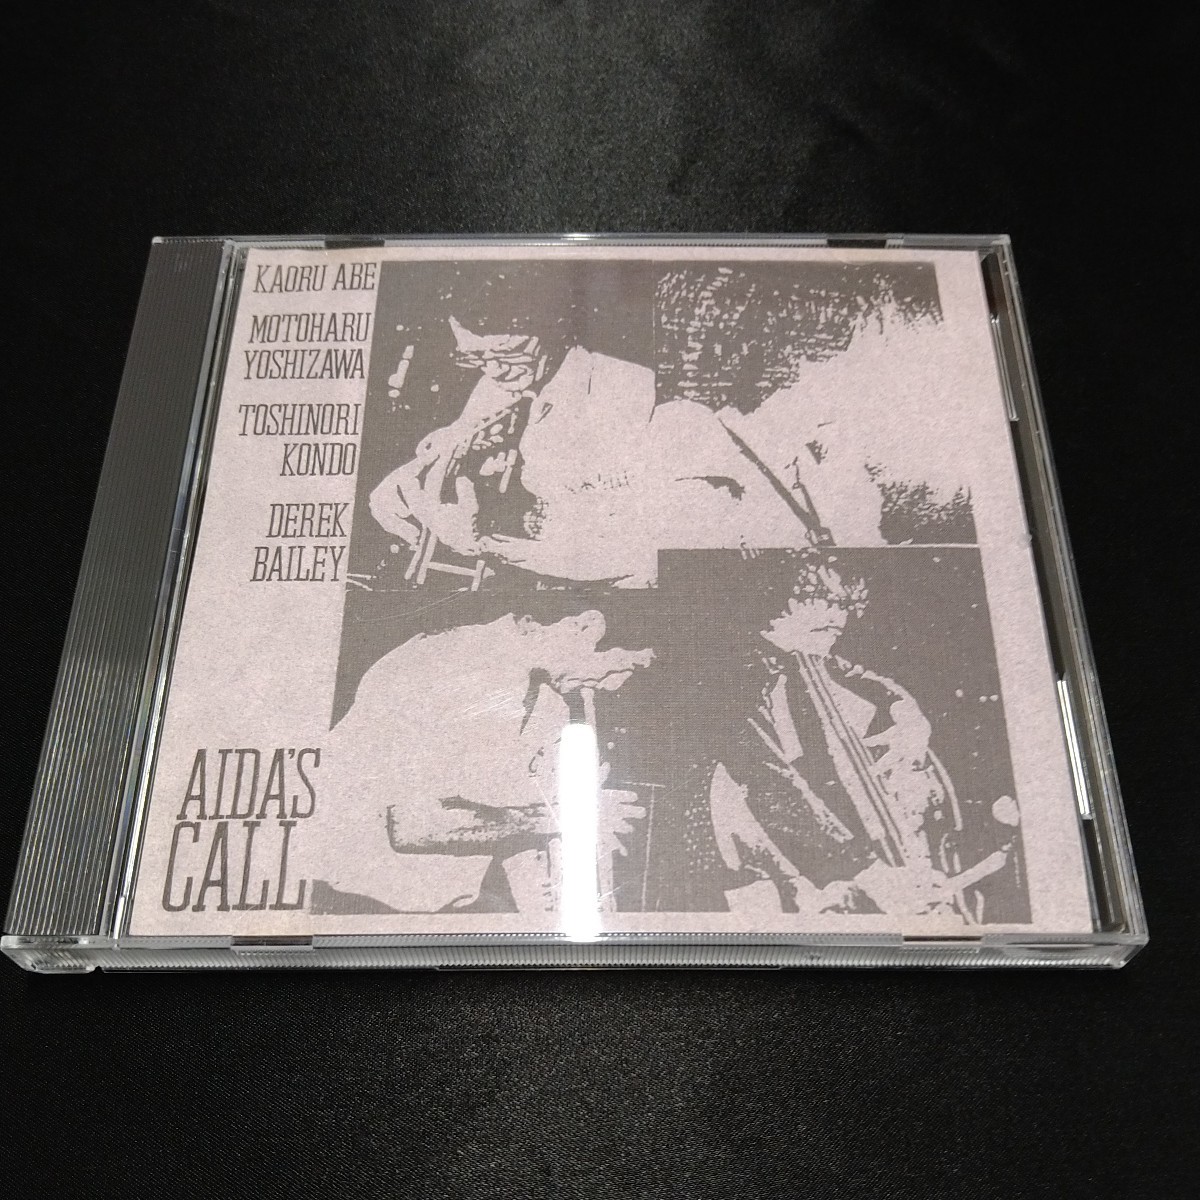 KAORU ABE
MOTOHARU
YOSHIZAWA
TOSHINORI
KONDO
DEREK
BAILEY
AIDA'S
CALL